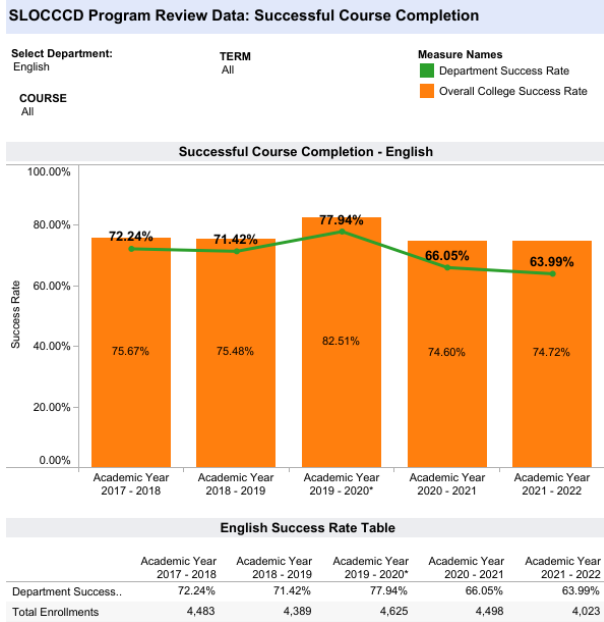 SLOCCCD Program Review Data: Successful Course Completion
Select Department:
English
TERM
All
COURSE
All
Measure Names
Department Success Rate
Overall College Success Rate
Successful Course Completion - English
100.00%
80.00%
60.00%
40.00%
20.00%
0.00%
Success Rate
72.24% 71.42% 77.94% 66.05% 63.99%
75.67% 75.48% 82.51% 74.60% 74.72%
Academic Year Academic Year Academic Year Academic Year Academic Year
2017 - 2018 2018 - 2019 2019 - 2020* 2020 - 2021 2021 - 2022
English Success Rate Table
Academic Year Academic Year Academic Year Academic Year Academic Year
2017 - 2018 2018 - 2019 2019 - 2020* 2020 - 2021 2021 - 2022
Department Success.. 72.24% 71.42% 77.94% 66.05% 63.99%
Total Enrollments 4,483 4,389 4,625 4,498 4,023